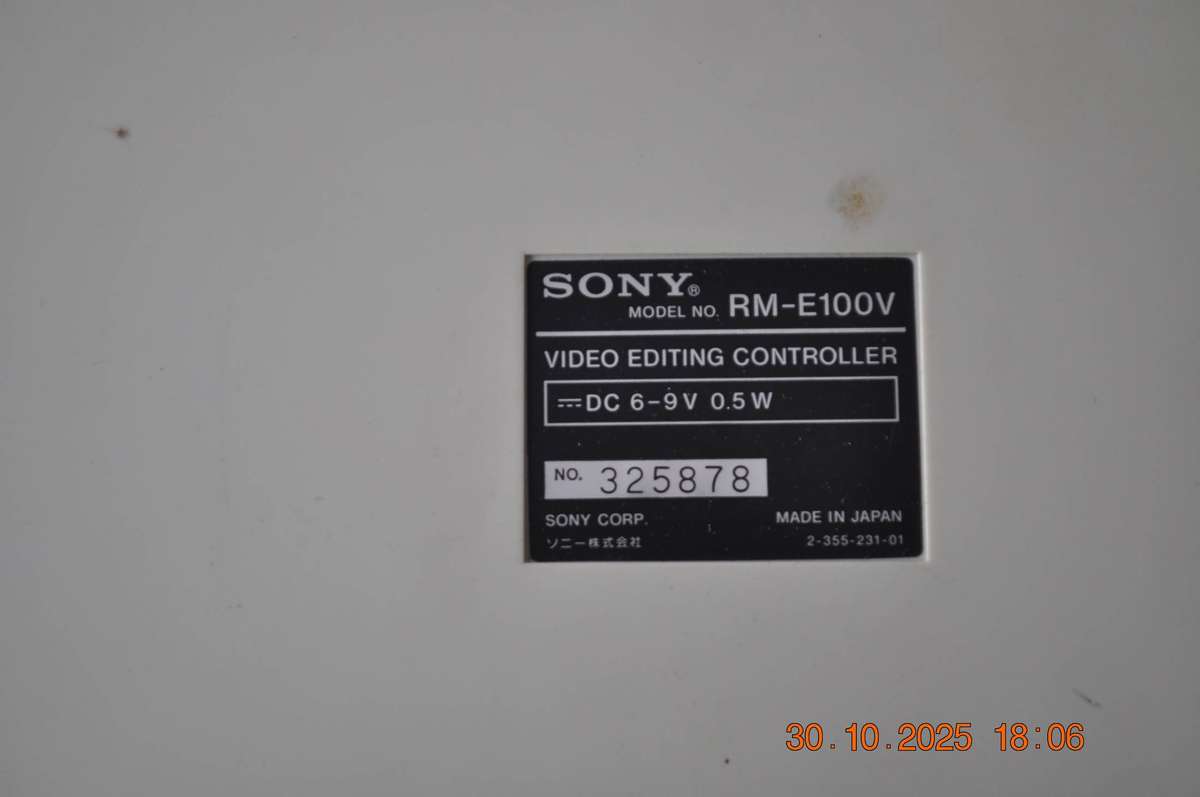 SONY®
MODEL NO. RM-E100V
VIDEO EDITING CONTROLLER
⎓DC 6-9V 0.5W
NO. 325878
SONY CORP. MADE IN JAPAN
ソニー株式会社 2-355-231-01
30.10.2025 18:06